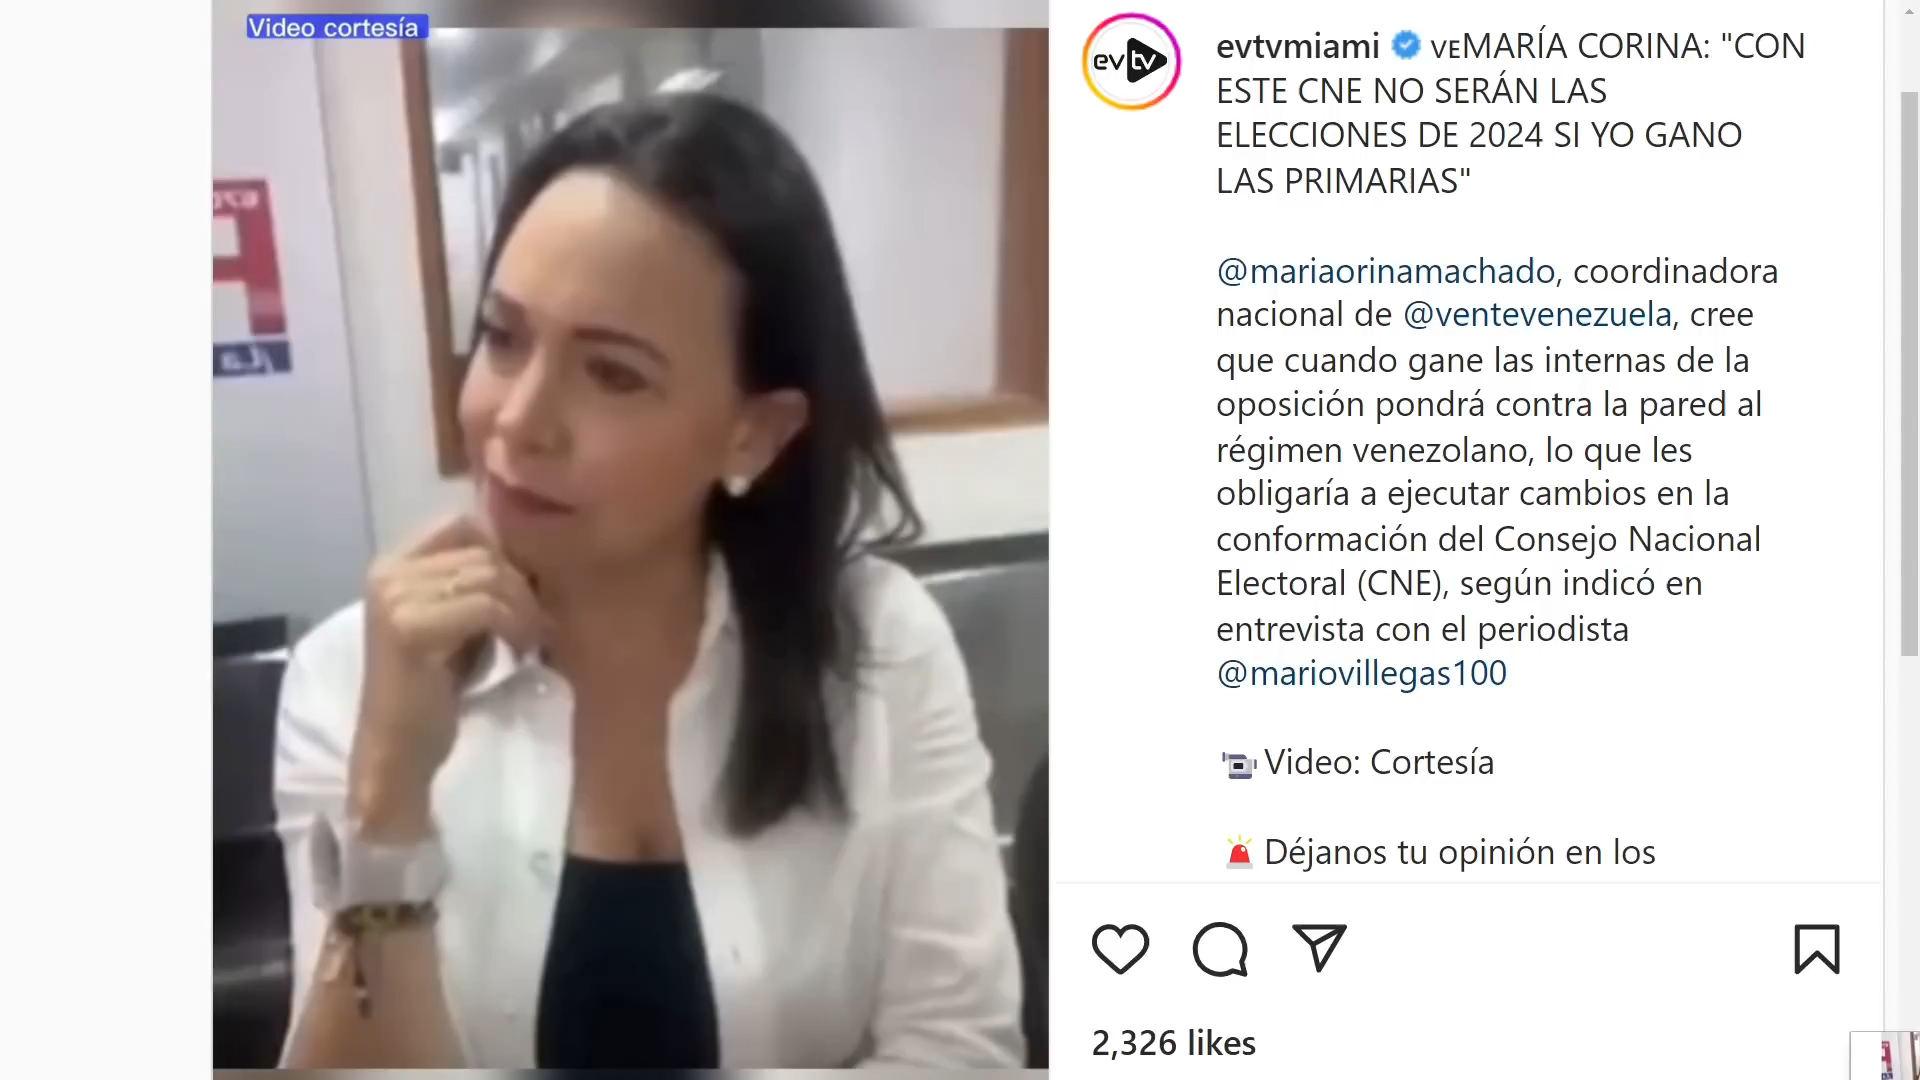 Video cortesía
evtv
evtvmiami VEMARÍA CORINA: "CON
ESTE CNE NO SERÁN LAS
ELECCIONES DE 2024 SI YO GANO
LAS PRIMARIAS"
@mariaorinamachado, coordinadora
nacional de @ventevenezuela, cree
que cuando gane las internas de la
oposición pondrá contra la pared al
régimen venezolano, lo que les
obligaría a ejecutar cambios en la
conformación del Consejo Nacional
Electoral (CNE), según indicó en
entrevista con el periodista
@mariovillegas100
Video: Cortesía
Déjanos tu opinión en los
2,326 likes